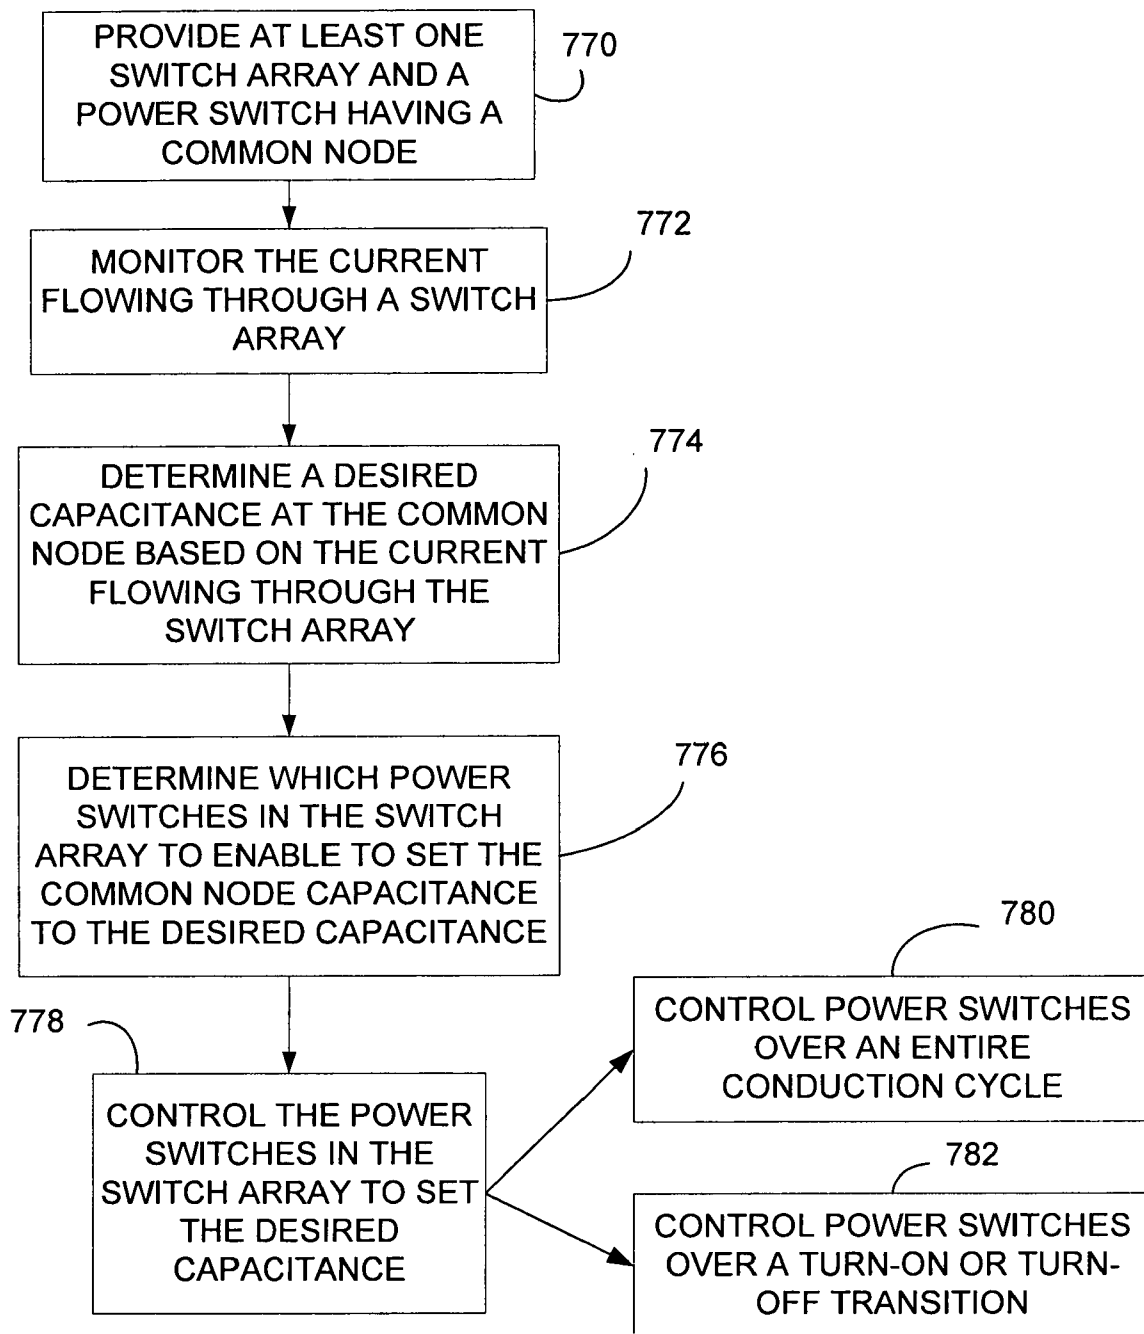 PROVIDE AT LEAST ONE
SWITCH ARRAY AND A
POWER SWITCH HAVING A
COMMON NODE
770
772
MONITOR THE CURRENT
FLOWING THROUGH A SWITCH
ARRAY
774
DETERMINE A DESIRED
CAPACITANCE AT THE COMMON
NODE BASED ON THE CURRENT
FLOWING THROUGH THE
SWITCH ARRAY
776
DETERMINE WHICH POWER
SWITCHES IN THE SWITCH
ARRAY TO ENABLE TO SET THE
COMMON NODE CAPACITANCE
TO THE DESIRED CAPACITANCE
778
CONTROL THE POWER
SWITCHES IN THE
SWITCH ARRAY TO SET
THE DESIRED
CAPACITANCE
780
CONTROL POWER SWITCHES
OVER AN ENTIRE
CONDUCTION CYCLE
782
CONTROL POWER SWITCHES
OVER A TURN-ON OR TURN-
OFF TRANSITION